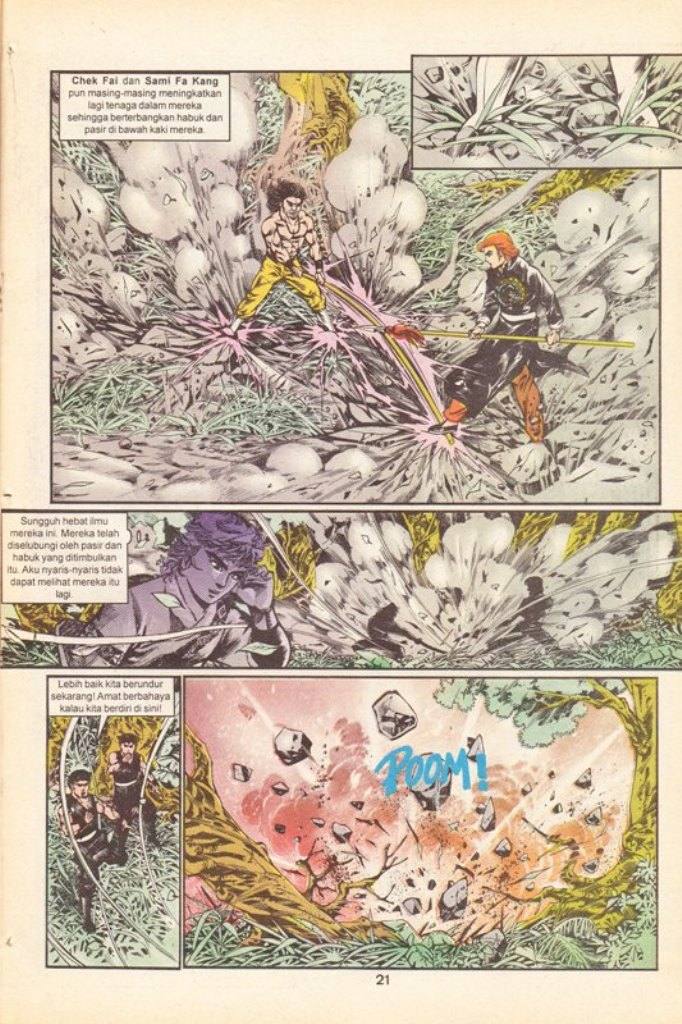 Chek Fai dan Sami Fa Kang
pun masing-masing meningkatkan
lagi tenaga dalam mereka
sehingga berterbangkan habuk dan
pasir di bawah kaki mereka.
Sungguh hebat ilmu
mereka ini. Mereka telah
diselubungi oleh pasir dan
habuk yang ditimbulkan
itu. Aku nyaris-nyaris tidak
dapat melihat mereka itu
lagi.
Lebih baik kita berundur
sekarang! Amat berbahaya
kalau kita berdiri di sini!
POOM!
21